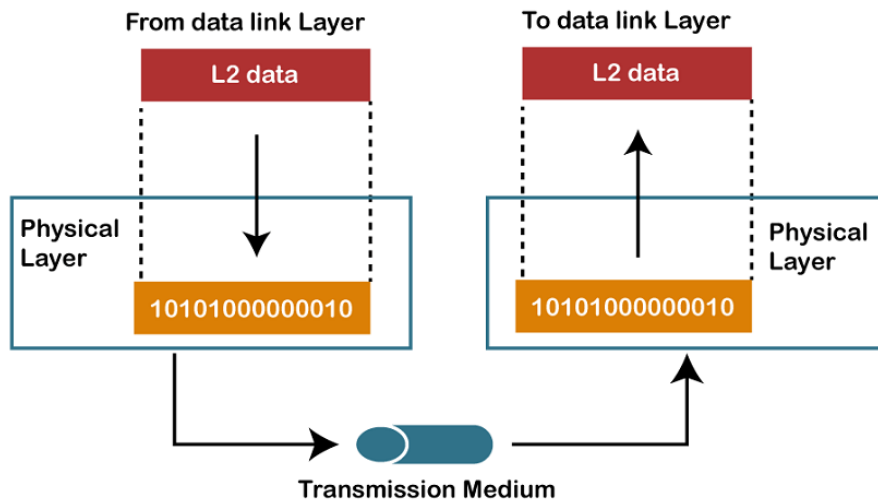 From data link Layer
To data link Layer
L2 data
L2 data
Physical
Layer
Physical
Layer
10101000000010
10101000000010
Transmission Medium